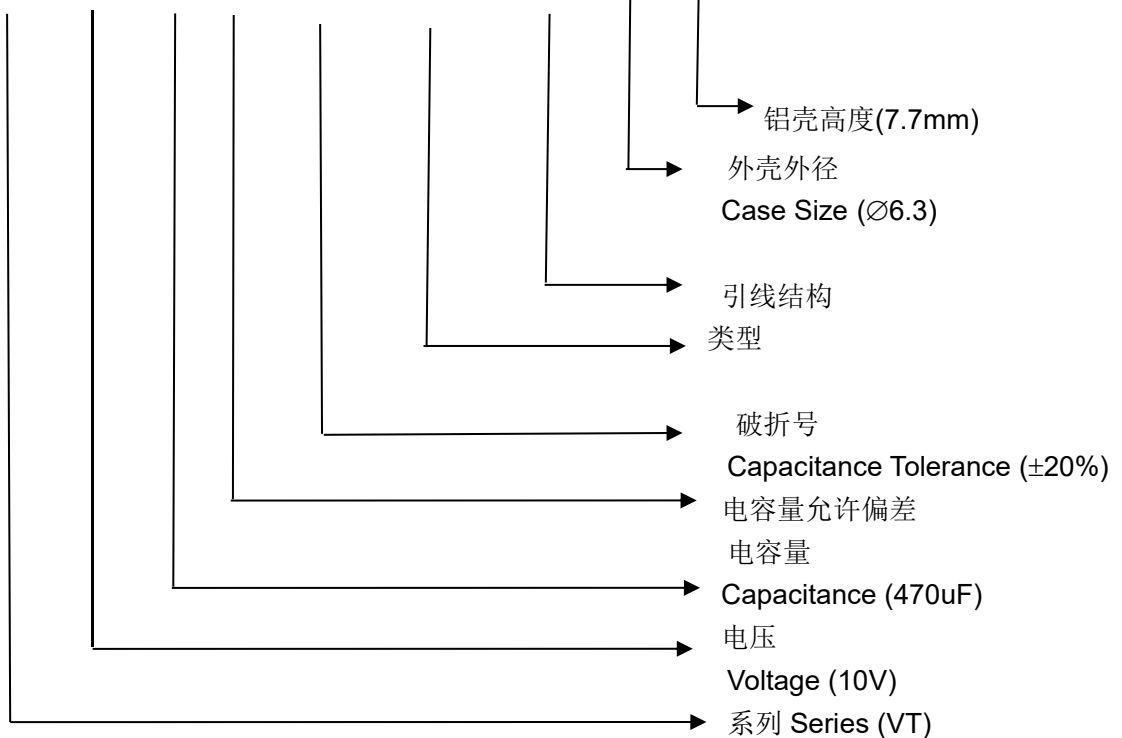 铝壳高度(7.7mm)
外壳外径
Case Size (∅6.3)
引线结构
类型
破折号
Capacitance Tolerance (±20%)
电容量允许偏差
电容量
Capacitance (470uF)
电压
Voltage (10V)
系列 Series (VT)